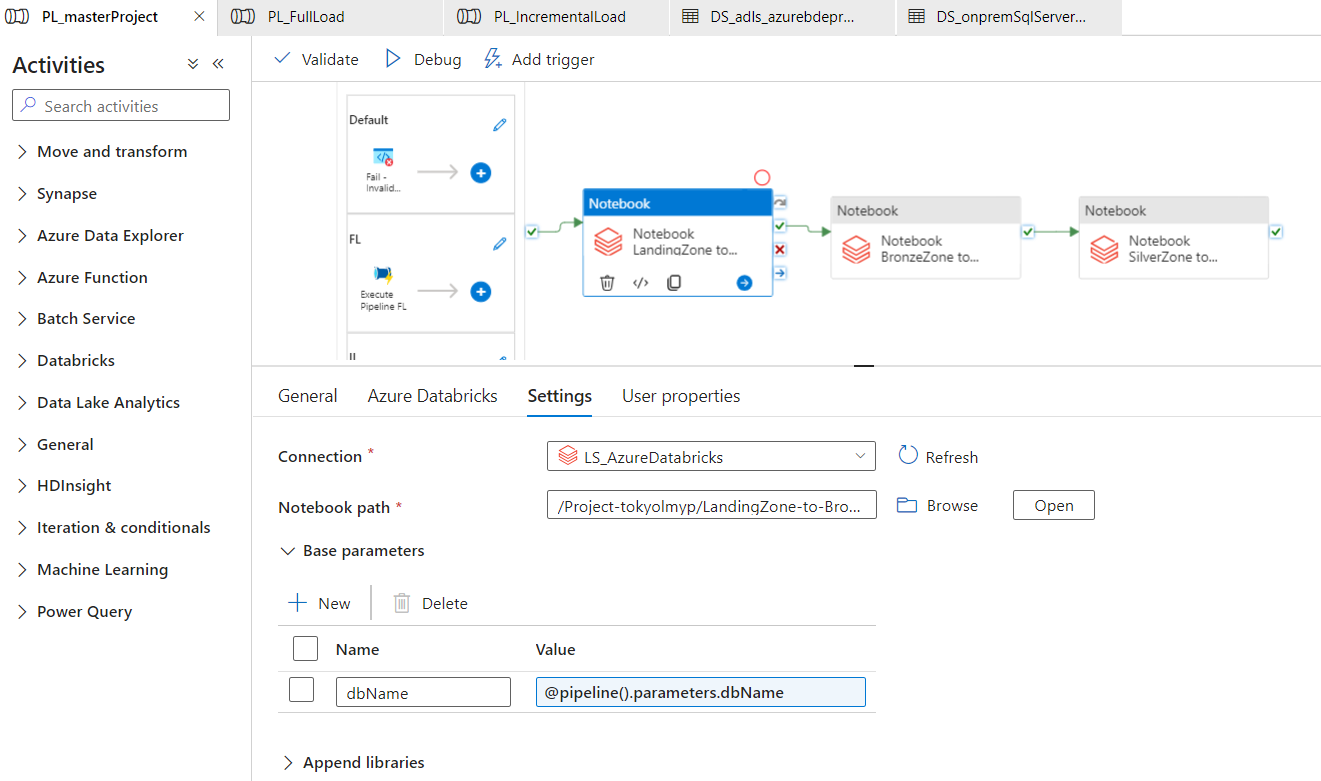 PL_masterProject
PL_FullLoad
PL_IncrementalLoad
DS_adls_azurebdepr...
DS_onpremSqlServer...
Activities
Search activities
Move and transform
Synapse
Azure Data Explorer
Azure Function
Batch Service
Databricks
Data Lake Analytics
General
HDInsight
Iteration & conditionals
Machine Learning
Power Query
Validate
Debug
Add trigger
Default
Fail -
Invalid...
FL
Execute
Pipeline FL
Notebook
Notebook
LandingZone to...
Notebook
Notebook
BronzeZone to...
Notebook
Notebook
SilverZone to...
General
Azure Databricks
Settings
User properties
Connection *
LS_AzureDatabricks
Refresh
Notebook path *
/Project-tokyolmyp/LandingZone-to-Bro...
Browse
Open
Base parameters
New
Delete
Name
Value
dbName
@pipeline().parameters.dbName
Append libraries